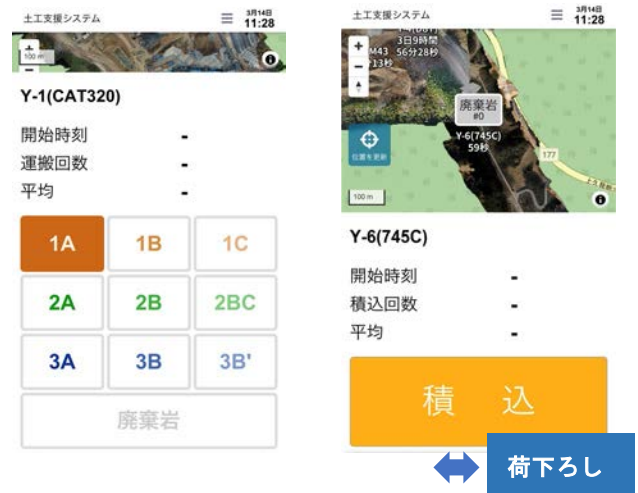 土工支援システム
3月14日
11:28
100 m
Y-1(CAT320)
開始時刻 -
運搬回数 -
平均 -
1A 1B 1C
2A 2B 2BC
3A 3B 3B'
廃棄岩
土工支援システム
3月14日
11:28
3日9時間
56分28秒
M43
13秒
廃棄岩
#0
Y-6(745C)
59秒
位置を更新
177
100 m
Y-6(745C)
開始時刻 -
積込回数 -
平均 -
積 込
荷下ろし